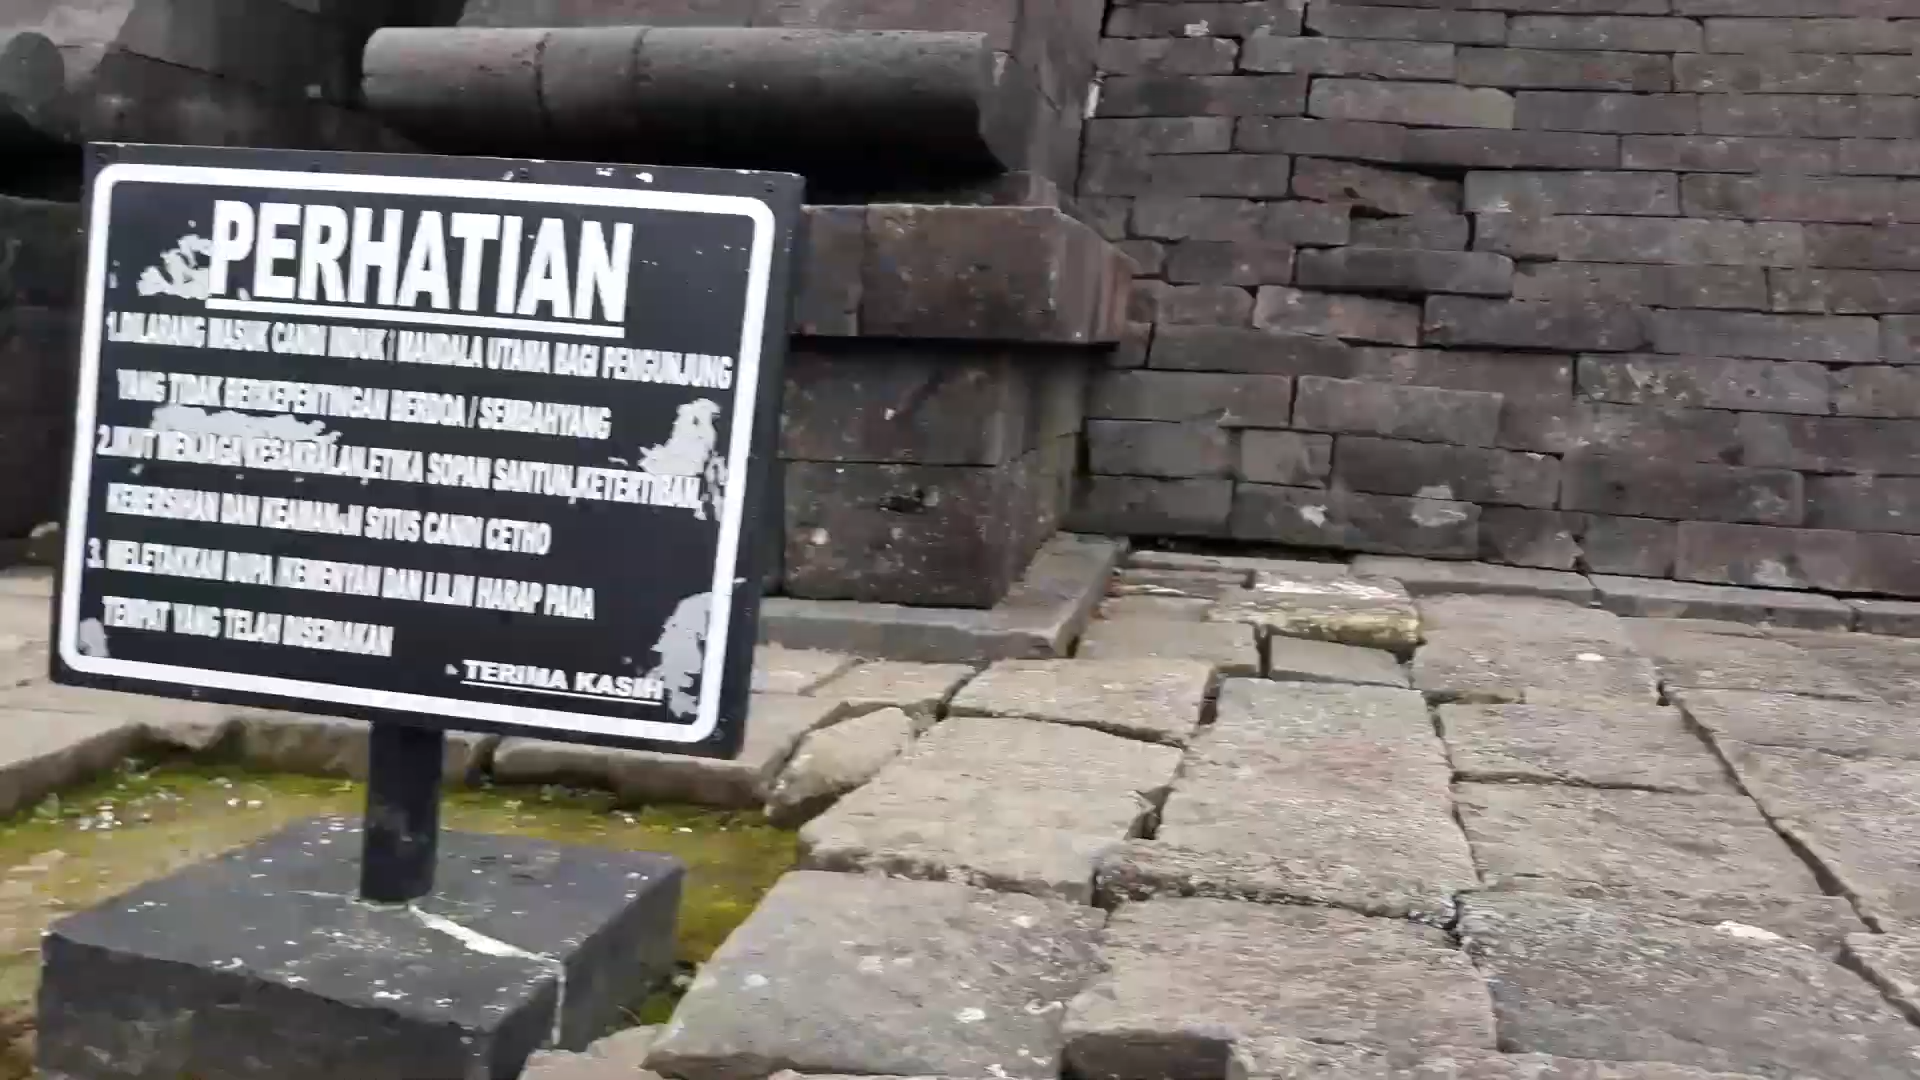 PERHATIAN
1.DILARANG MASUK CANDI INDUK / MANDALA UTAMA BAGI PENGUNJUNG
YANG TIDAK BERKEPENTINGAN BERDOA / SEMBAHYANG
2.IKUT MENJAGA KESAKRALAN,ETIKA SOPAN SANTUN,KETERTIBAN,
KEBERSIHAN DAN KEAMANAN SITUS CANDI CETHO
3. MELETAKKAN DUPA /KEMENYAN DAN LILIN HARAP PADA
TEMPAT YANG TELAH DISEDIAKAN
TERIMA KASIH